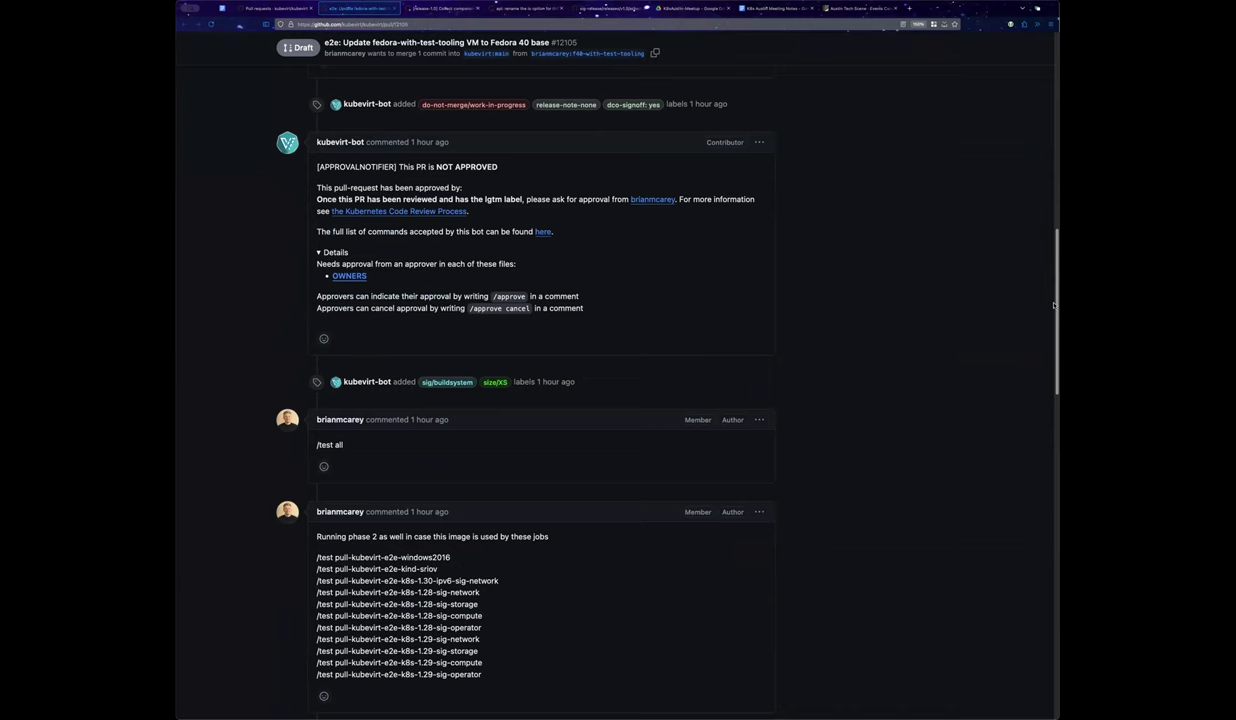 Pull requests · kubevirt/kubevirt
https://github.com/kubevirt/kubevirt/pull/12105
Draft
e2e: Update fedora-with-test-tooling VM to Fedora 40 base #12105
brianmcarey wants to merge 1 commit into kubevirt:main from brianmcarey:f40-with-test-tooling
kubevirt-bot added do-not-merge/work-in-progress release-note-none dco-signoff: yes labels 1 hour ago
kubevirt-bot commented 1 hour ago
Contributor
[APPROVALNOTIFIER] This PR is NOT APPROVED
This pull-request has been approved by:
Once this PR has been reviewed and has the lgtm label, please ask for approval from brianmcarey. For more information
see the Kubernetes Code Review Process.
The full list of commands accepted by this bot can be found here.
Details
Needs approval from an approver in each of these files:
• OWNERS
Approvers can indicate their approval by writing /approve in a comment
Approvers can cancel approval by writing /approve cancel in a comment
kubevirt-bot added sig/buildsystem size/XS labels 1 hour ago
brianmcarey commented 1 hour ago
Member Author
/test all
brianmcarey commented 1 hour ago
Member Author
Running phase 2 as well in case this image is used by these jobs
/test pull-kubevirt-e2e-windows2016
/test pull-kubevirt-e2e-kind-sriov
/test pull-kubevirt-e2e-k8s-1.30-ipv6-sig-network
/test pull-kubevirt-e2e-k8s-1.28-sig-network
/test pull-kubevirt-e2e-k8s-1.28-sig-storage
/test pull-kubevirt-e2e-k8s-1.28-sig-compute
/test pull-kubevirt-e2e-k8s-1.28-sig-operator
/test pull-kubevirt-e2e-k8s-1.29-sig-network
/test pull-kubevirt-e2e-k8s-1.29-sig-storage
/test pull-kubevirt-e2e-k8s-1.29-sig-compute
/test pull-kubevirt-e2e-k8s-1.29-sig-operator